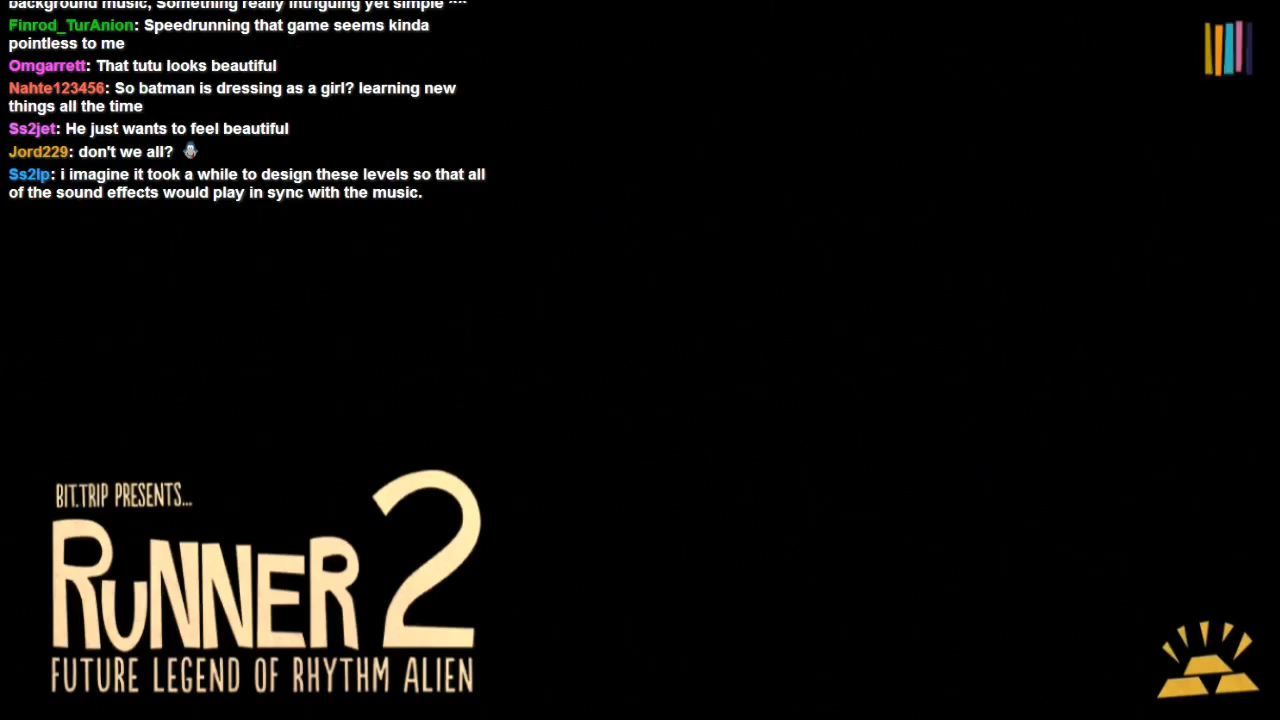 background music, Something really intriguing yet simple ^^
Finrod_TurAnion: Speedrunning that game seems kinda
pointless to me
Omgarrett: That tutu looks beautiful
Nahte123456: So batman is dressing as a girl? learning new
things all the time
Ss2jet: He just wants to feel beautiful
Jord229: don't we all?
Ss2lp: i imagine it took a while to design these levels so that all
of the sound effects would play in sync with the music.
BIT.TRIP PRESENTS...
RUNNER 2
FUTURE LEGEND OF RHYTHM ALIEN